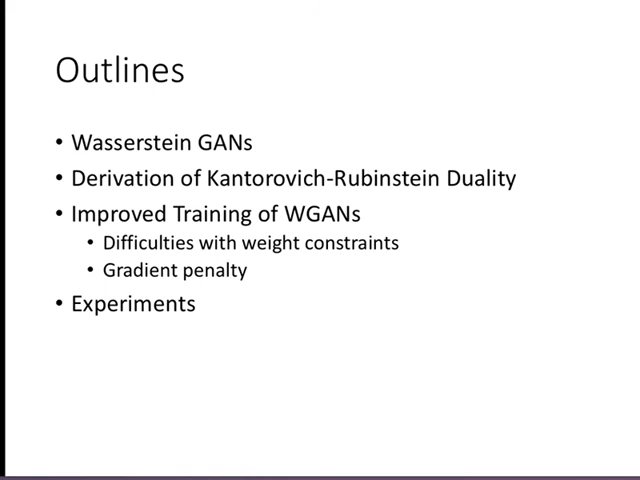 Outlines
• Wasserstein GANs
• Derivation of Kantorovich-Rubinstein Duality
• Improved Training of WGANs
• Difficulties with weight constraints
• Gradient penalty
• Experiments